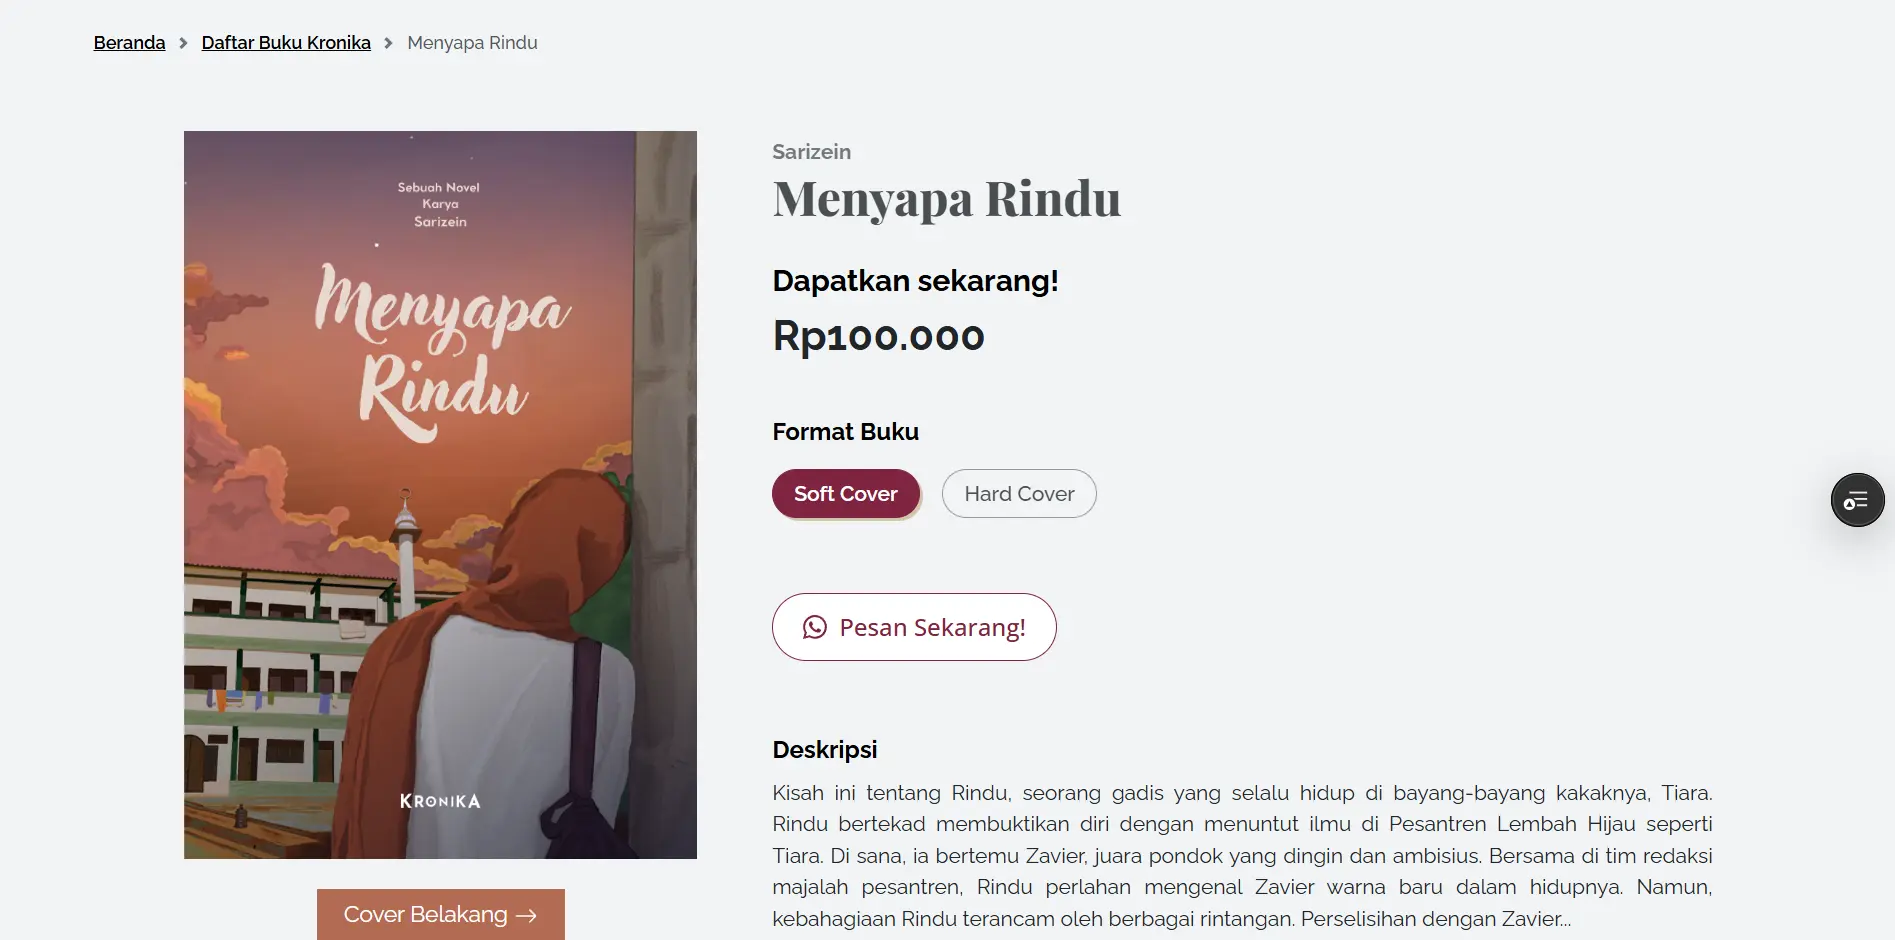 Beranda > Daftar Buku Kronika > Menyapa Rindu
Sebuah Novel
Karya
Sarizein
Menyapa
Rindu
KRONIKA
Cover Belakang →
Sarizein
Menyapa Rindu
Dapatkan sekarang!
Rp100.000
Format Buku
Soft Cover
Hard Cover
Pesan Sekarang!
Deskripsi
Kisah ini tentang Rindu, seorang gadis yang selalu hidup di bayang-bayang kakaknya, Tiara.
Rindu bertekad membuktikan diri dengan menuntut ilmu di Pesantren Lembah Hijau seperti
Tiara. Di sana, ia bertemu Zavier, juara pondok yang dingin dan ambisius. Bersama di tim redaksi
majalah pesantren, Rindu perlahan mengenal Zavier warna baru dalam hidupnya. Namun,
kebahagiaan Rindu terancam oleh berbagai rintangan. Perselisihan dengan Zavier...